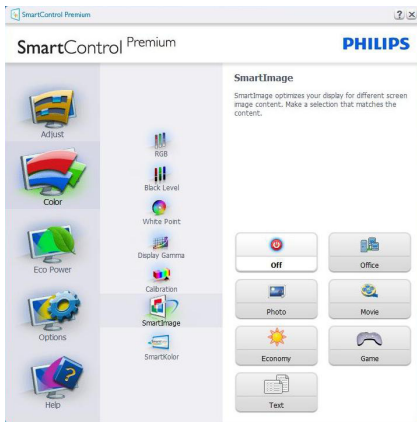 SmartControl Premium
SmartControl Premium
PHILIPS
Adjust
Color
Eco Power
Options
Help
RGB
Black Level
White Point
Display Gamma
Calibration
SmartImage
SmartKolor
SmartImage
SmartImage optimizes your display for different screen
image content. Make a selection that matches the
content.
Off
Office
Photo
Movie
Economy
Game
Text